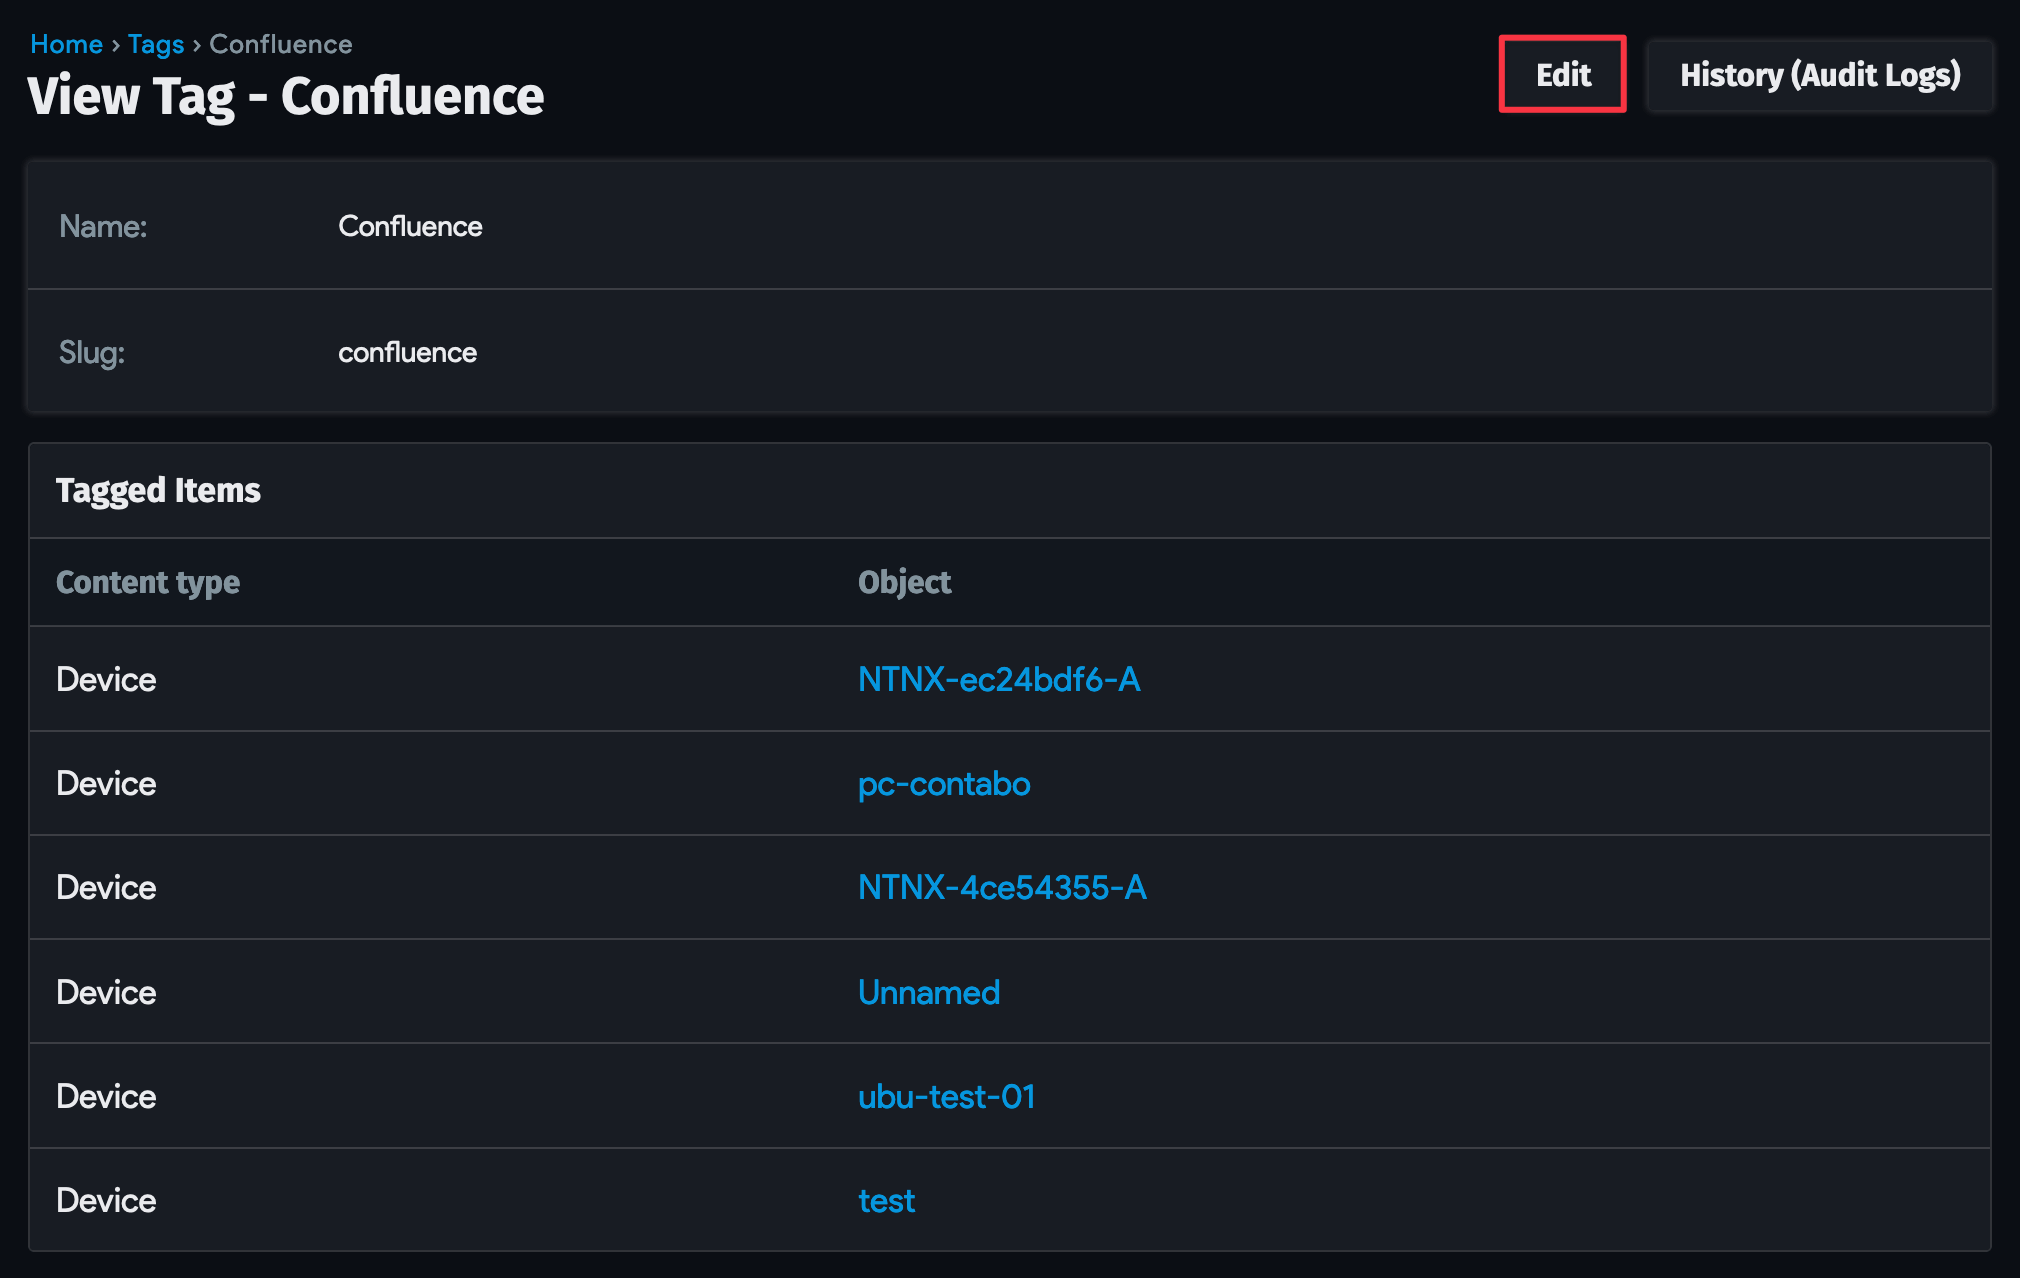 Home › Tags › Confluence
View Tag - Confluence
Edit
History (Audit Logs)
Name: Confluence
Slug: confluence
Tagged Items
Content type Object
Device NTNX-ec24bdf6-A
Device pc-contabo
Device NTNX-4ce54355-A
Device Unnamed
Device ubu-test-01
Device test